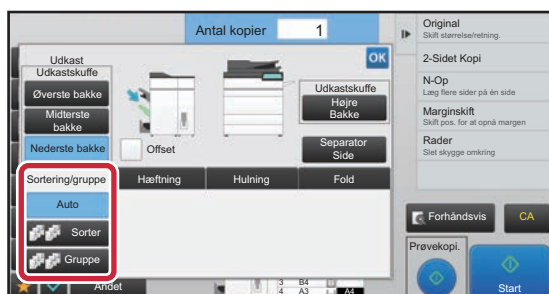 Antal kopier 1
Udkast
OK
Udkastskuffe
Øverste bakke
Midterste
bakke
Nederste bakke
Offset
Udkastskuffe
Højre
Bakke
Separator
Side
Sortering/gruppe
Hæftning
Hulning
Fold
Auto
Sorter
Gruppe
Andet
3 B4
4 A3
A4
Original
Skift størrelse/retning.
2-Sidet Kopi
N-Op
Læg flere sider på én side
Marginskift
Skift pos. for at opnå margen
Rader
Slet skygge omkring
Forhåndsvis
CA
Prøvekopi.
Start